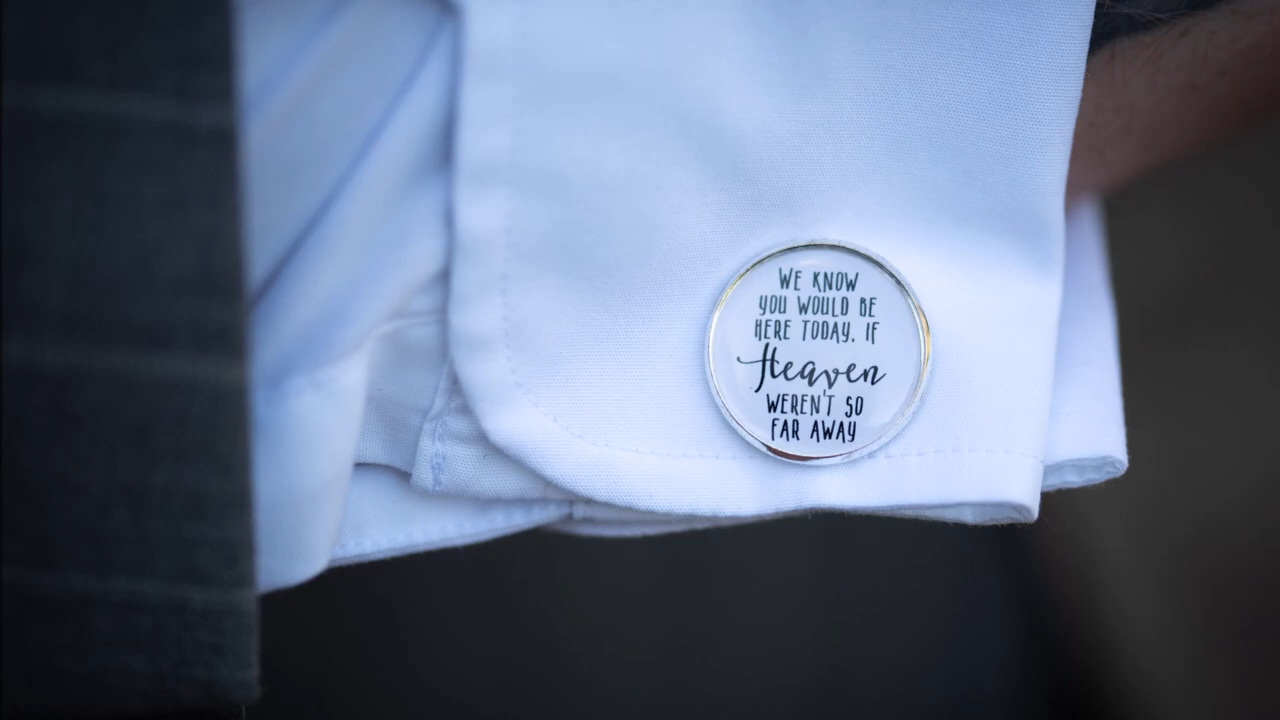 WE KNOW
YOU WOULD BE
HERE TODAY, IF
Heaven
WEREN'T SO
FAR AWAY